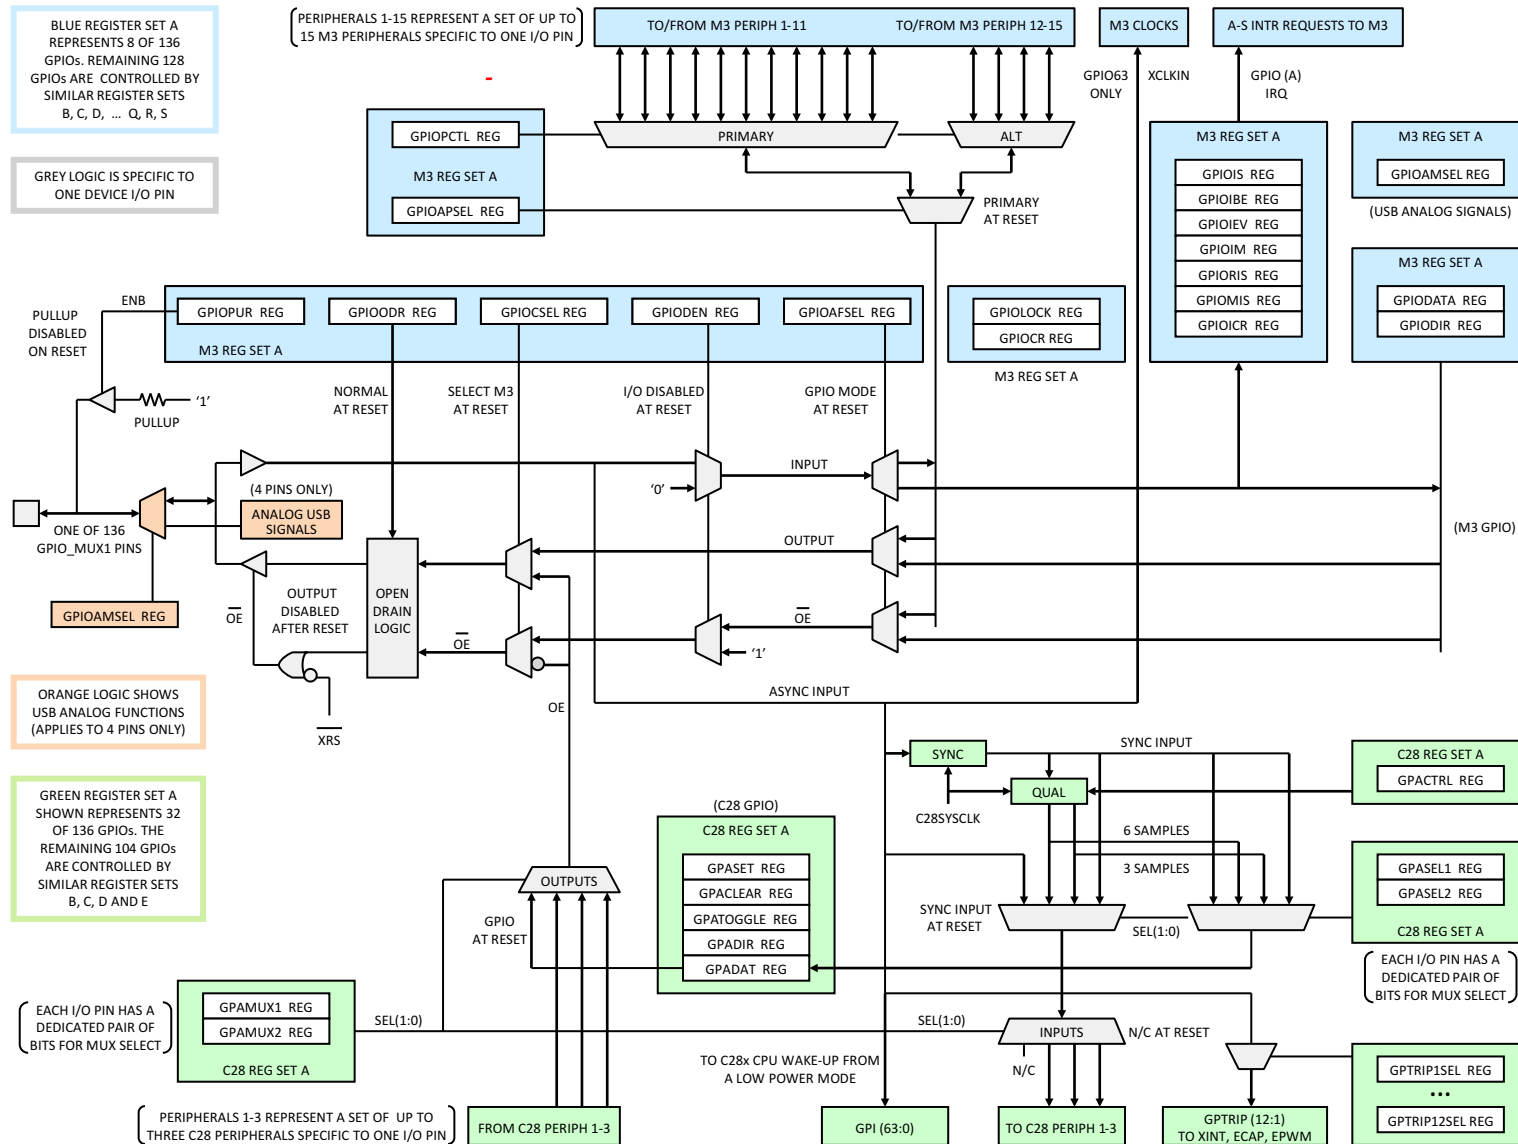 BLUE REGISTER SET A
REPRESENTS 8 OF 136
GPIOs. REMAINING 128
GPIOs ARE CONTROLLED BY
SIMILAR REGISTER SETS
B, C, D, … Q, R, S
GREY LOGIC IS SPECIFIC TO
ONE DEVICE I/O PIN
PERIPHERALS 1-15 REPRESENT A SET OF UP TO
15 M3 PERIPHERALS SPECIFIC TO ONE I/O PIN
-
TO/FROM M3 PERIPH 1-11
TO/FROM M3 PERIPH 12-15
M3 CLOCKS
A-S INTR REQUESTS TO M3
GPIO63
ONLY
XCLKIN
GPIO (A)
IRQ
GPIOPCTL REG
M3 REG SET A
GPIOAPSEL REG
PRIMARY
ALT
PRIMARY
AT RESET
M3 REG SET A
GPIOIS REG
GPIOIBE REG
GPIOIEV REG
GPIOIM REG
GPIORIS REG
GPIOMIS REG
GPIOICR REG
M3 REG SET A
GPIOAMSEL REG
(USB ANALOG SIGNALS)
M3 REG SET A
GPIODATA REG
GPIODIR REG
ENB
PULLUP
DISABLED
ON RESET
GPIOPUR REG
GPIOODR REG
GPIOCSEL REG
GPIODEN REG
GPIOAFSEL REG
M3 REG SET A
GPIOLOCK REG
GPIOCR REG
M3 REG SET A
NORMAL
AT RESET
SELECT M3
AT RESET
I/O DISABLED
AT RESET
GPIO MODE
AT RESET
‘1’
PULLUP
INPUT
‘0’
(4 PINS ONLY)
ANALOG USB
SIGNALS
ONE OF 136
GPIO_MUX1 PINS
OUTPUT
(M3 GPIO)
GPIOAMSEL REG
OE
OUTPUT
DISABLED
AFTER RESET
OPEN
DRAIN
LOGIC
OE
OE
‘1’
ORANGE LOGIC SHOWS
USB ANALOG FUNCTIONS
(APPLIES TO 4 PINS ONLY)
XRS
OE
ASYNC INPUT
SYNC
SYNC INPUT
QUAL
C28SYSCLK
C28 REG SET A
GPACTRL REG
GREEN REGISTER SET A
SHOWN REPRESENTS 32
OF 136 GPIOs. THE
REMAINING 104 GPIOs
ARE CONTROLLED BY
SIMILAR REGISTER SETS
B, C, D AND E
(C28 GPIO)
C28 REG SET A
GPASET REG
GPACLEAR REG
GPATOGGLE REG
GPADIR REG
GPADAT REG
6 SAMPLES
3 SAMPLES
GPASEL1 REG
GPASEL2 REG
C28 REG SET A
OUTPUTS
GPIO
AT RESET
SYNC INPUT
AT RESET
SEL(1:0)
EACH I/O PIN HAS A
DEDICATED PAIR OF
BITS FOR MUX SELECT
EACH I/O PIN HAS A
DEDICATED PAIR OF
BITS FOR MUX SELECT
GPAMUX1 REG
GPAMUX2 REG
C28 REG SET A
SEL(1:0)
SEL(1:0)
INPUTS
N/C AT RESET
N/C
TO C28x CPU WAKE-UP FROM
A LOW POWER MODE
GPTRIP1SEL REG
…
GPTRIP12SEL REG
PERIPHERALS 1-3 REPRESENT A SET OF UP TO
THREE C28 PERIPHERALS SPECIFIC TO ONE I/O PIN
FROM C28 PERIPH 1-3
GPI (63:0)
TO C28 PERIPH 1-3
GPTRIP (12:1)
TO XINT, ECAP, EPWM